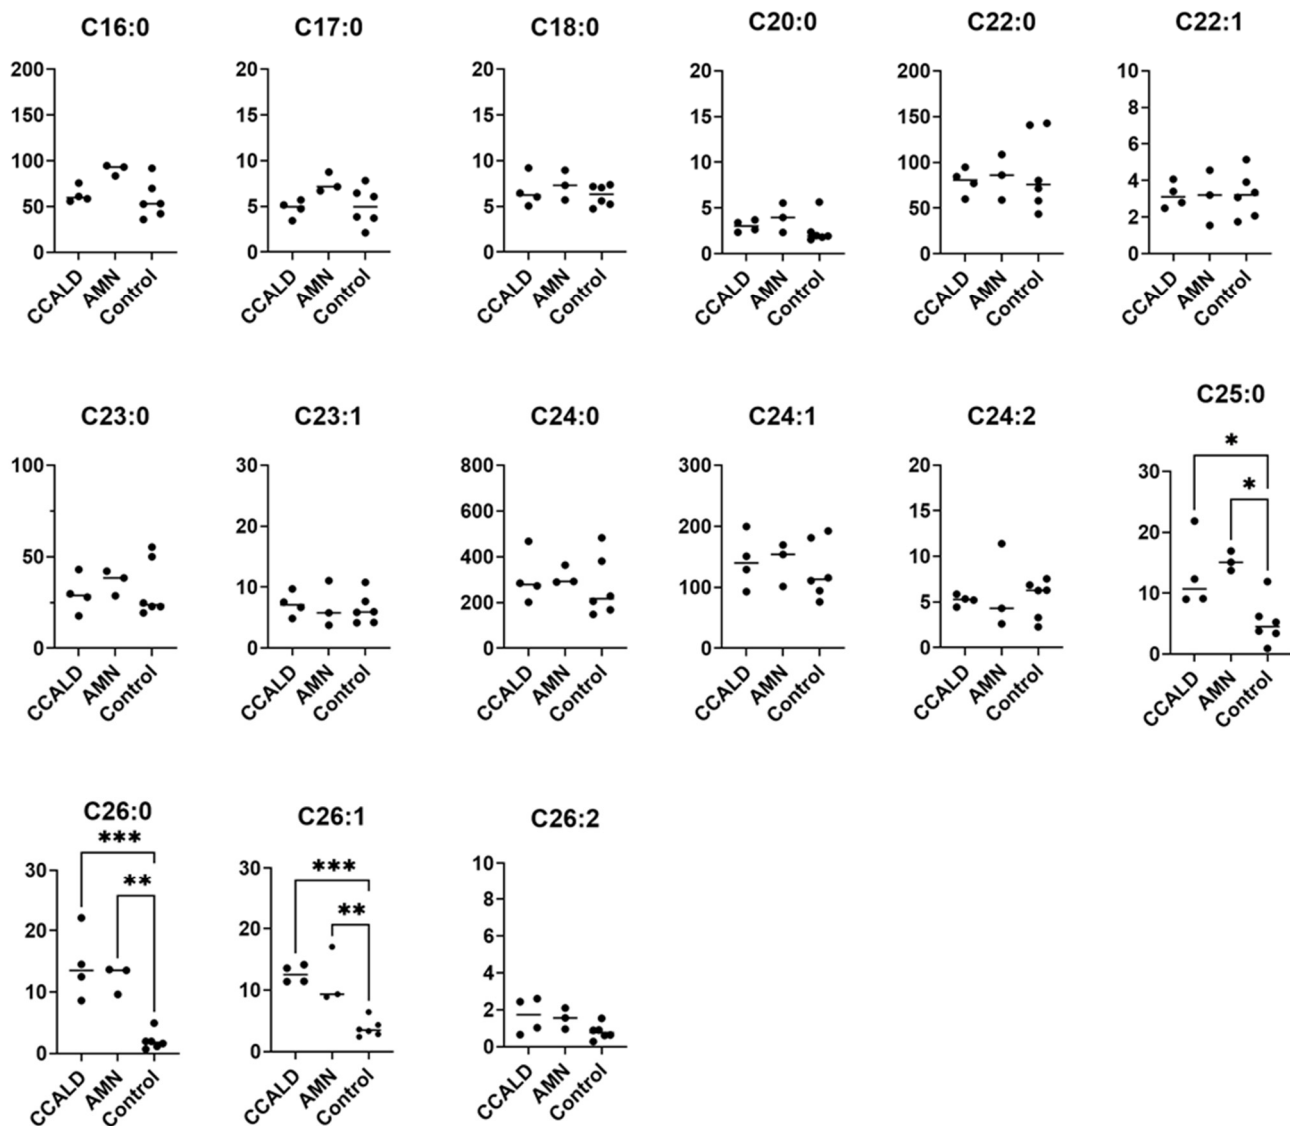 C16:0
C17:0
C18:0
C20:0
C22:0
C22:1
200
150
100
50
0
CCALD
AMN
Control
20
15
10
5
0
CCALD
AMN
Control
20
15
10
5
0
CCALD
AMN
Control
20
15
10
5
0
CCALD
AMN
Control
200
150
100
50
0
CCALD
AMN
Control
10
8
6
4
2
0
CCALD
AMN
Control
C23:0
C23:1
C24:0
C24:1
C24:2
C25:0
100
50
0
CCALD
AMN
Control
30
20
10
0
CCALD
AMN
Control
800
600
400
200
0
CCALD
AMN
Control
300
200
100
0
CCALD
AMN
Control
20
15
10
5
0
CCALD
AMN
Control
*
*
30
20
10
0
CCALD
AMN
Control
C26:0
C26:1
C26:2
***
**
30
20
10
0
CCALD
AMN
Control
***
**
30
20
10
0
CCALD
AMN
Control
10
8
6
4
2
0
CCALD
AMN
Control